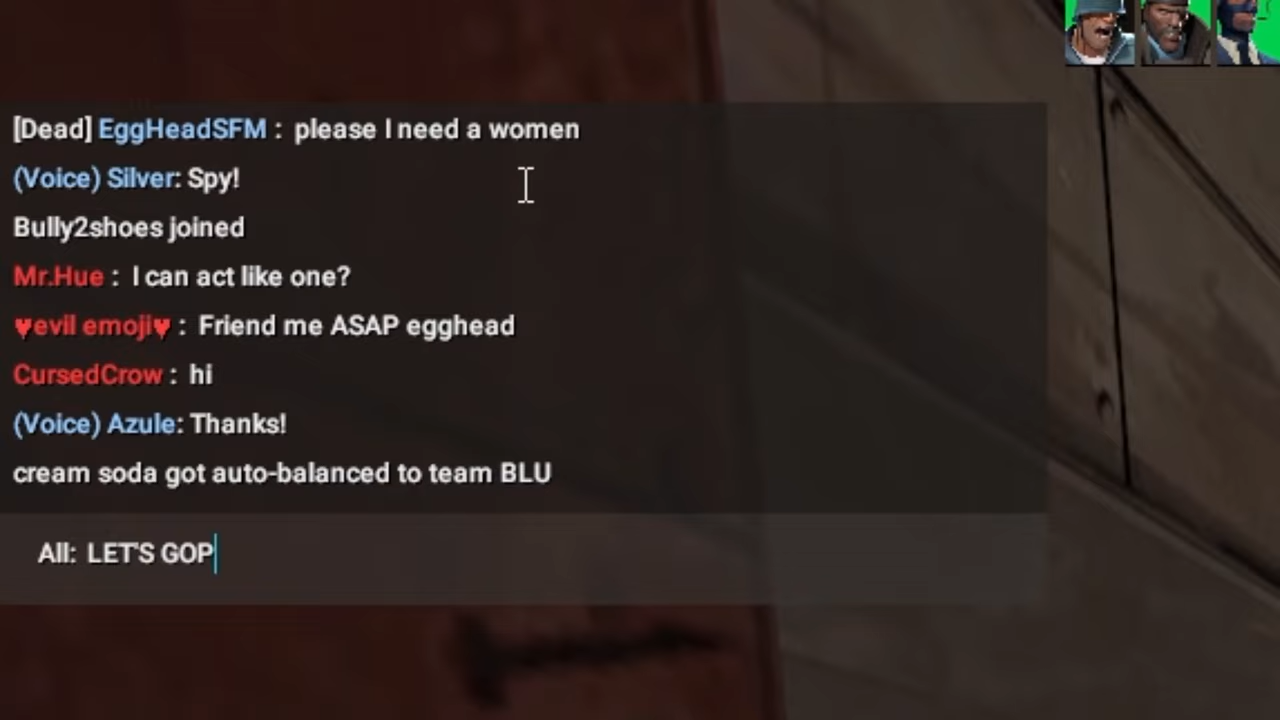 [Dead] EggHeadSFM : please I need a women
(Voice) Silver: Spy!
Bully2shoes joined
Mr.Hue : I can act like one?
♥evil emoji♥ : Friend me ASAP egghead
CursedCrow : hi
(Voice) Azule: Thanks!
cream soda got auto-balanced to team BLU
All: LET'S GOP